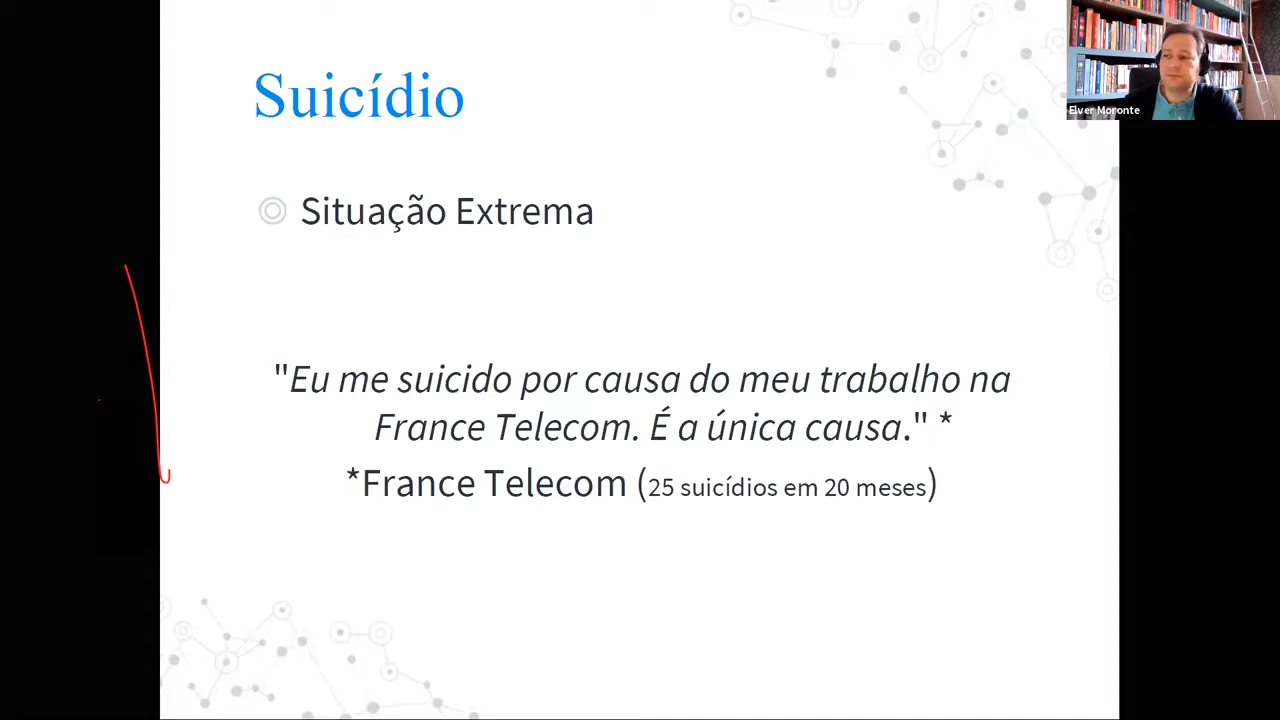 Suicídio
Elver Moronte
Situação Extrema
"Eu me suicido por causa do meu trabalho na
France Telecom. É a única causa." *
*France Telecom (25 suicídios em 20 meses)